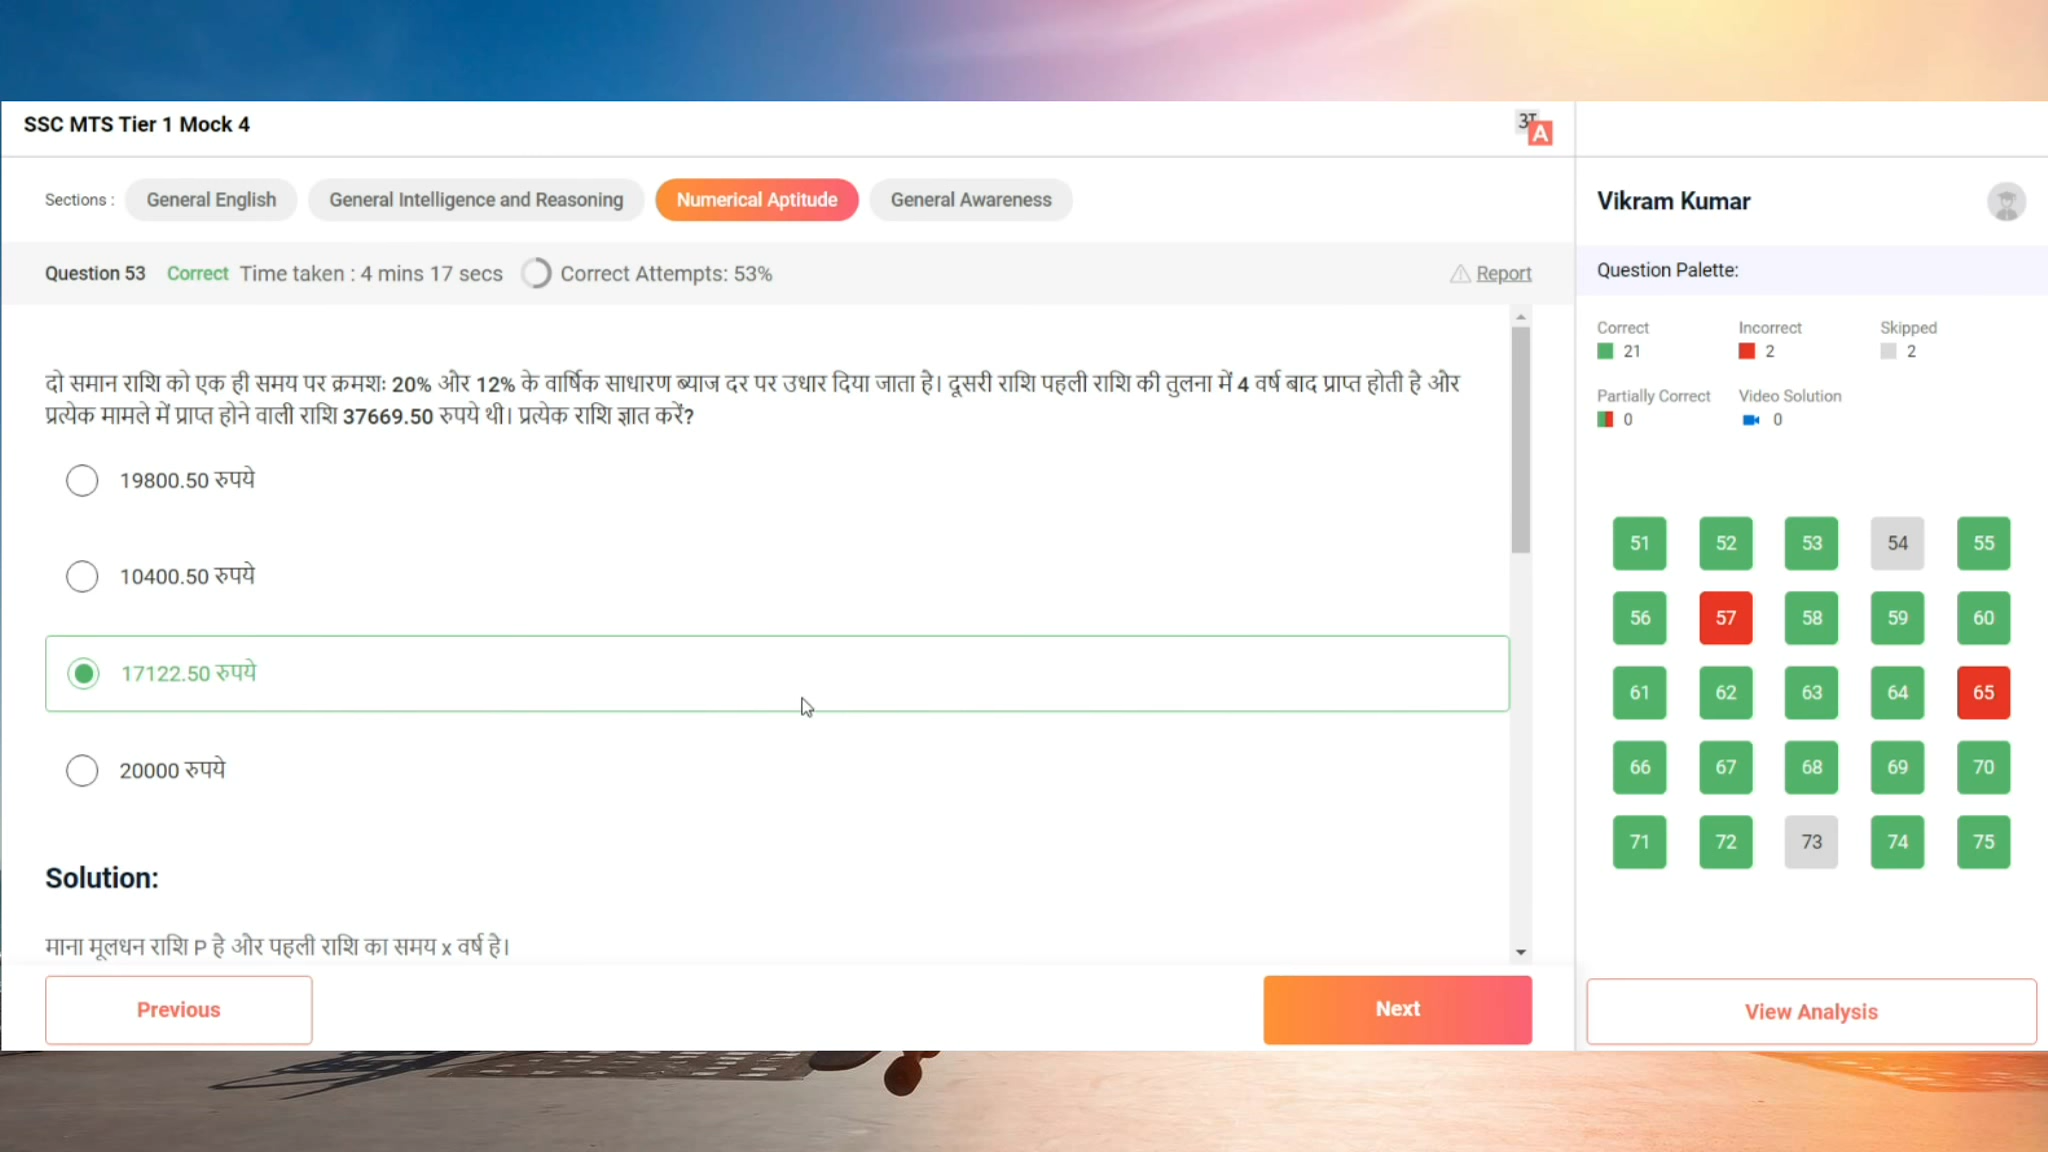 SSC MTS Tier 1 Mock 4
अ A
Sections : General English General Intelligence and Reasoning Numerical Aptitude General Awareness
Question 53 Correct Time taken : 4 mins 17 secs Correct Attempts: 53% Report
दो समान राशि को एक ही समय पर क्रमशः 20% और 12% के वार्षिक साधारण ब्याज दर पर उधार दिया जाता है। दूसरी राशि पहली राशि की तुलना में 4 वर्ष बाद प्राप्त होती है और
प्रत्येक मामले में प्राप्त होने वाली राशि 37669.50 रुपये थी। प्रत्येक राशि ज्ञात करें?
19800.50 रुपये
10400.50 रुपये
17122.50 रुपये
20000 रुपये
Solution:
माना मूलधन राशि P है और पहली राशि का समय x वर्ष है।
Previous Next
Vikram Kumar
Question Palette:
Correct Incorrect Skipped
21 2 2
Partially Correct Video Solution
0 0
51 52 53 54 55
56 57 58 59 60
61 62 63 64 65
66 67 68 69 70
71 72 73 74 75
View Analysis